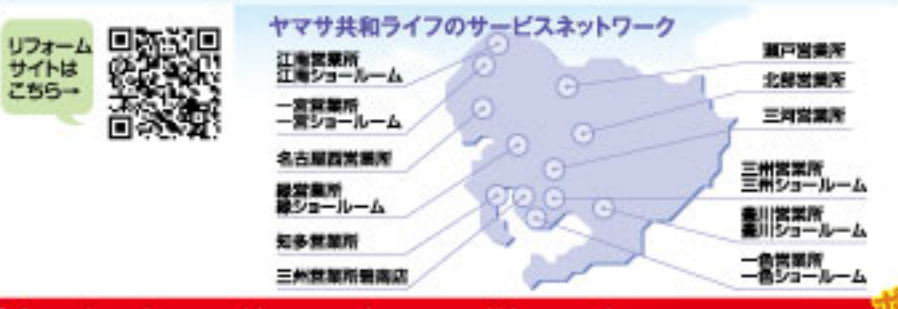 リフォーム
サイトは
こちら→
ヤマサ共和ライフのサービスネットワーク
江南営業所
江南ショールーム
一宮営業所
一宮ショールーム
名古屋西営業所
緑営業所
緑ショールーム
知多営業所
三州営業所碧南店
瀬戸営業所
北部営業所
三河営業所
三州営業所
三州ショールーム
豊川営業所
豊川ショールーム
一色営業所
一色ショールーム